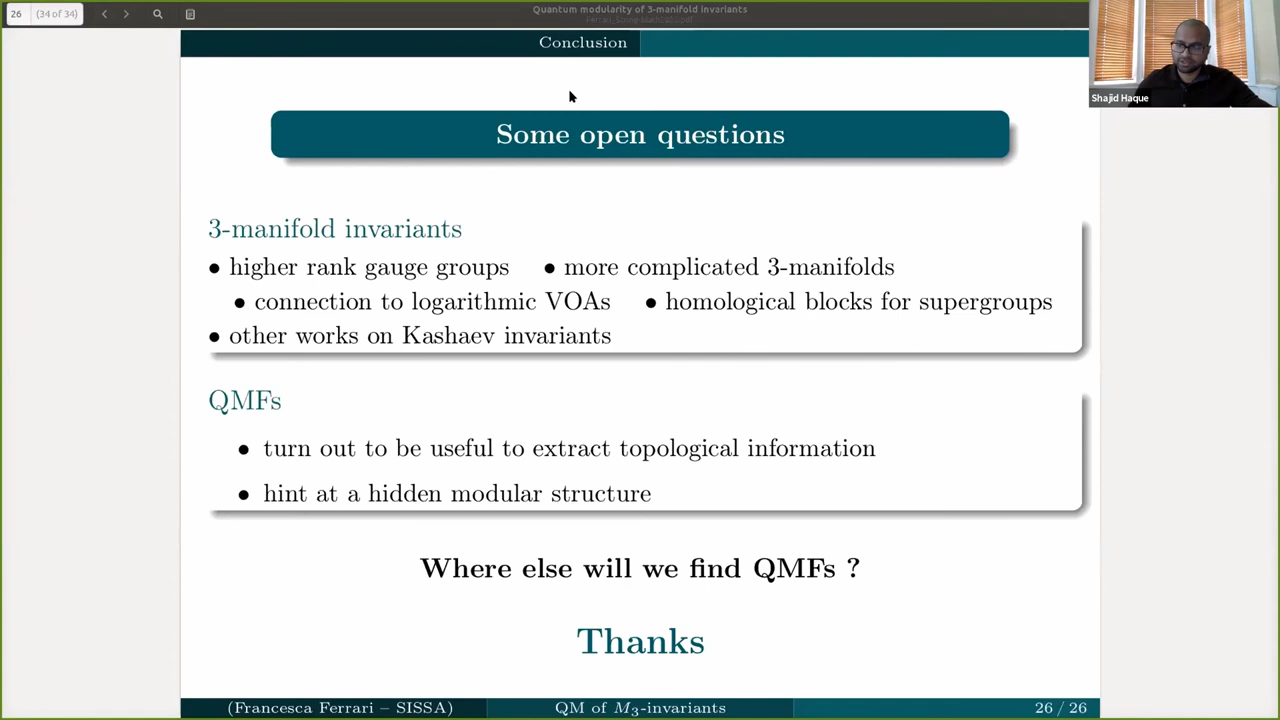 26 (34 of 34)
Quantum modularity of 3-manifold invariants
Conclusion
Shajid Haque
Some open questions
3-manifold invariants
• higher rank gauge groups • more complicated 3-manifolds
• connection to logarithmic VOAs • homological blocks for supergroups
• other works on Kashaev invariants
QMFs
• turn out to be useful to extract topological information
• hint at a hidden modular structure
Where else will we find QMFs ?
Thanks
(Francesca Ferrari – SISSA) QM of M₃-invariants 26 / 26